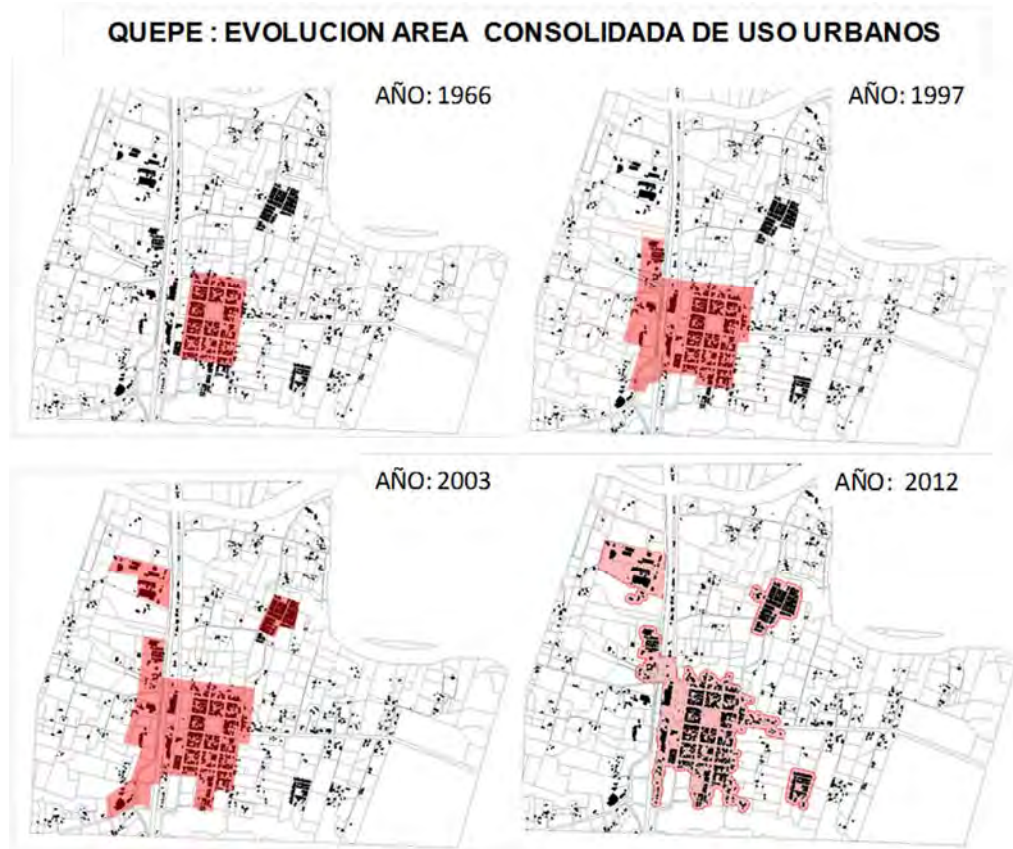 QUEPE : EVOLUCION AREA CONSOLIDADA DE USO URBANOS
AÑO: 1966
AÑO: 1997
AÑO: 2003
AÑO: 2012